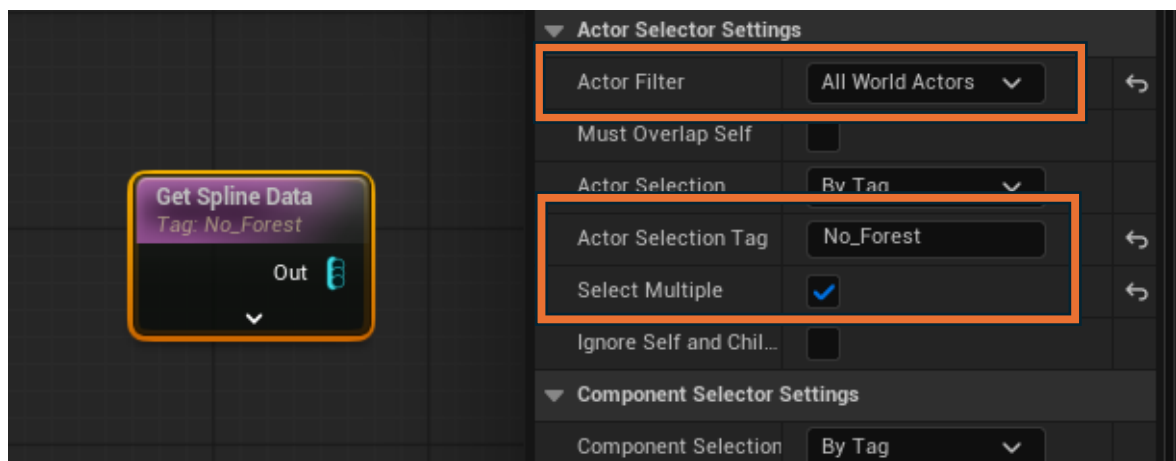 Get Spline Data
Tag: No_Forest
Out
Actor Selector Settings
Actor Filter All World Actors
Must Overlap Self
Actor Selection By Tag
Actor Selection Tag No_Forest
Select Multiple
Ignore Self and Chil...
Component Selector Settings
Component Selection By Tag